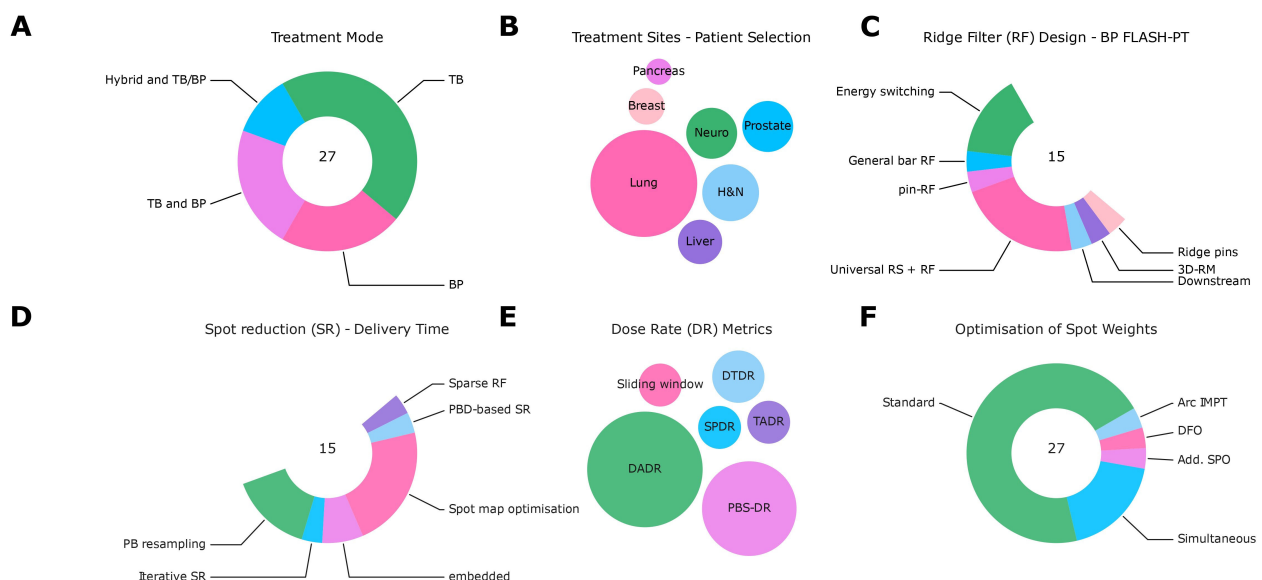 A
Treatment Mode
Hybrid and TB/BP
TB
27
TB and BP
BP
B
Treatment Sites - Patient Selection
Pancreas
Breast
Neuro
Prostate
Lung
H&N
Liver
C
Ridge Filter (RF) Design - BP FLASH-PT
Energy switching
General bar RF
15
pin-RF
Universal RS + RF
Ridge pins
3D-RM
Downstream
D
Spot reduction (SR) - Delivery Time
Sparse RF
PBD-based SR
15
Spot map optimisation
PB resampling
Iterative SR
embedded
E
Dose Rate (DR) Metrics
Sliding window
DTDR
SPDR
TADR
DADR
PBS-DR
F
Optimisation of Spot Weights
Standard
Arc IMPT
DFO
27
Add. SPO
Simultaneous